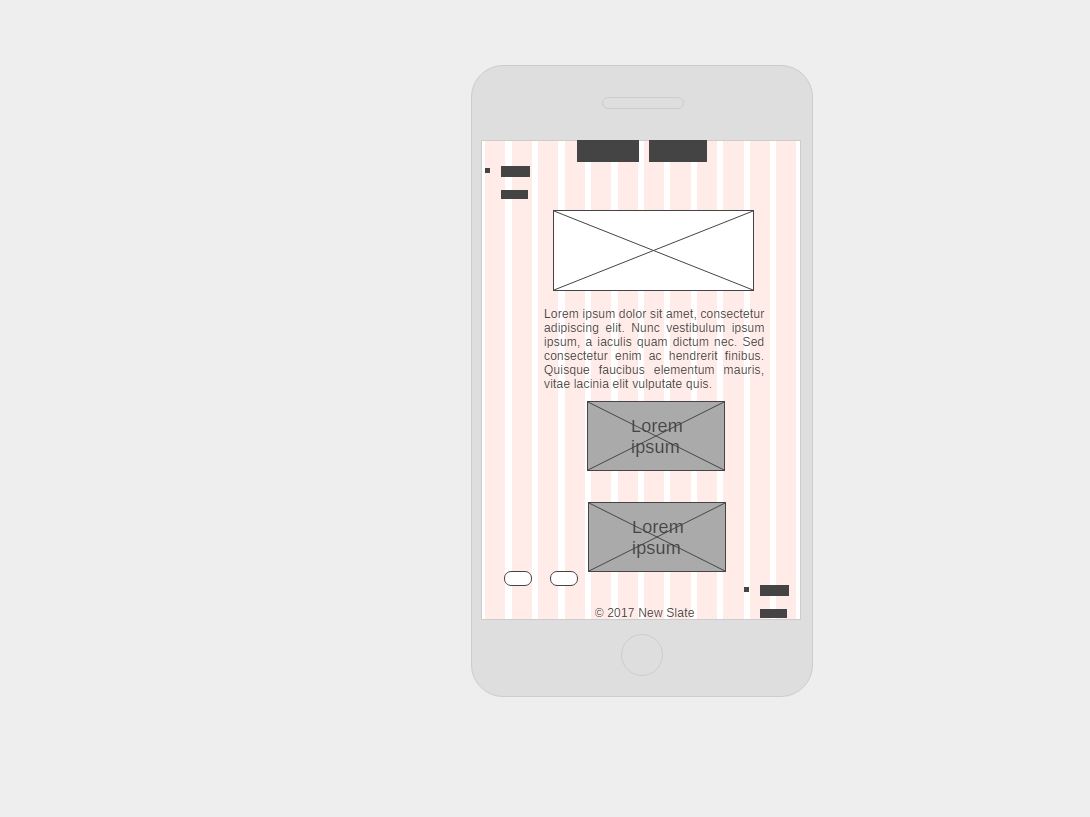 Lorem ipsum dolor sit amet, consectetur
adipiscing elit. Nunc vestibulum ipsum
ipsum, a iaculis quam dictum nec. Sed
consectetur enim ac hendrerit finibus.
Quisque faucibus elementum mauris,
vitae lacinia elit vulputate quis.
Lorem
ipsum
Lorem
ipsum
© 2017 New Slate